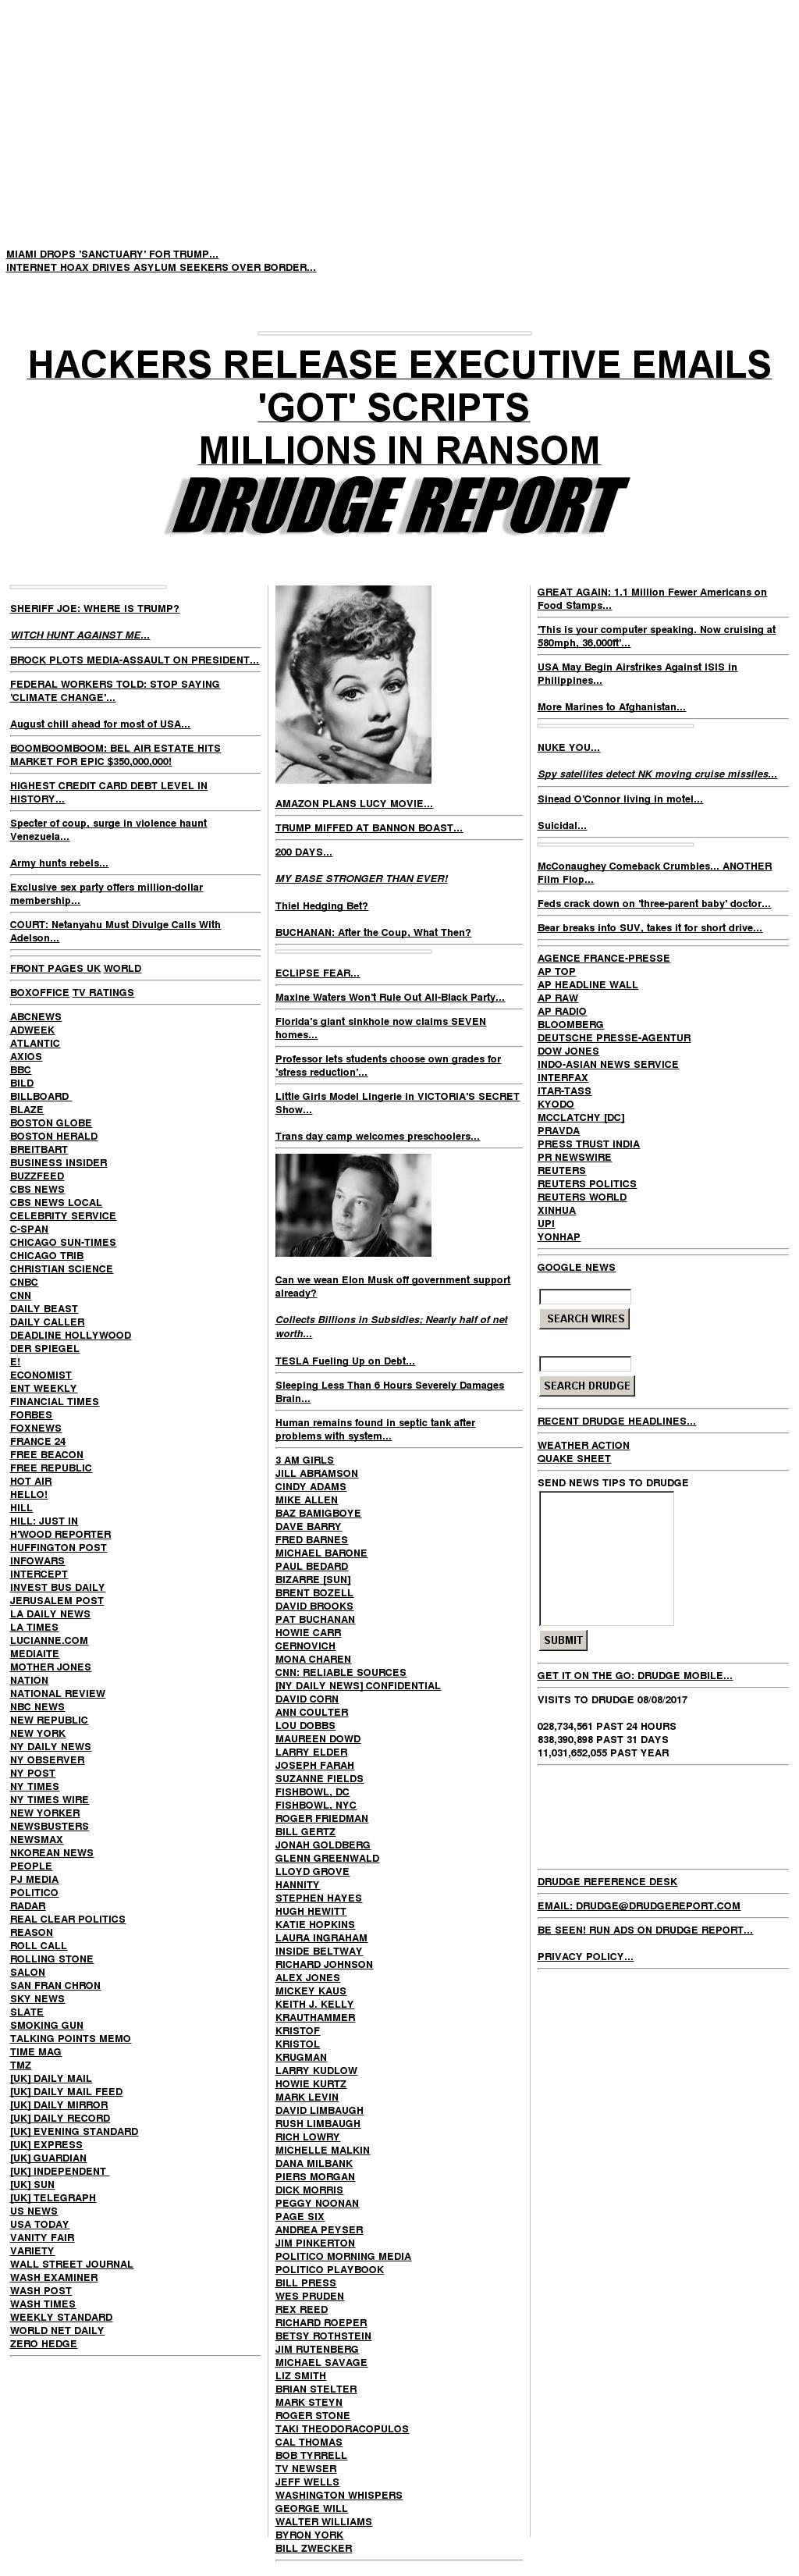 MIAMI DROPS 'SANCTUARY' FOR TRUMP...
INTERNET HOAX DRIVES ASYLUM SEEKERS OVER BORDER...
HACKERS RELEASE EXECUTIVE EMAILS
'GOT' SCRIPTS
MILLIONS IN RANSOM
DRUDGE REPORT
SHERIFF JOE: WHERE IS TRUMP?
WITCH HUNT AGAINST ME...
BROCK PLOTS MEDIA-ASSAULT ON PRESIDENT...
FEDERAL WORKERS TOLD: STOP SAYING
'CLIMATE CHANGE'...
August chill ahead for most of USA...
BOOMBOOMBOOM: BEL AIR ESTATE HITS
MARKET FOR EPIC $350,000,000!
HIGHEST CREDIT CARD DEBT LEVEL IN
HISTORY...
Specter of coup, surge in violence haunt
Venezuela...
Army hunts rebels...
Exclusive sex party offers million-dollar
membership...
COURT: Netanyahu Must Divulge Calls With
Adelson...
FRONT PAGES UK WORLD
BOXOFFICE TV RATINGS
ABCNEWS
ADWEEK
ATLANTIC
AXIOS
BBC
BILD
BILLBOARD
BLAZE
BOSTON GLOBE
BOSTON HERALD
BREITBART
BUSINESS INSIDER
BUZZFEED
CBS NEWS
CBS NEWS LOCAL
CELEBRITY SERVICE
C-SPAN
CHICAGO SUN-TIMES
CHICAGO TRIB
CHRISTIAN SCIENCE
CNBC
CNN
DAILY BEAST
DAILY CALLER
DEADLINE HOLLYWOOD
DER SPIEGEL
E!
ECONOMIST
ENT WEEKLY
FINANCIAL TIMES
FORBES
FOXNEWS
FRANCE 24
FREE BEACON
FREE REPUBLIC
HOT AIR
HELLO!
HILL
HILL: JUST IN
H'WOOD REPORTER
HUFFINGTON POST
INFOWARS
INTERCEPT
INVEST BUS DAILY
JERUSALEM POST
LA DAILY NEWS
LA TIMES
LUCIANNE.COM
MEDIAITE
MOTHER JONES
NATION
NATIONAL REVIEW
NBC NEWS
NEW REPUBLIC
NEW YORK
NY DAILY NEWS
NY OBSERVER
NY POST
NY TIMES
NY TIMES WIRE
NEW YORKER
NEWSBUSTERS
NEWSMAX
NKOREAN NEWS
PEOPLE
PJ MEDIA
POLITICO
RADAR
REAL CLEAR POLITICS
REASON
ROLL CALL
ROLLING STONE
SALON
SAN FRAN CHRON
SKY NEWS
SLATE
SMOKING GUN
TALKING POINTS MEMO
TIME MAG
TMZ
[UK] DAILY MAIL
[UK] DAILY MAIL FEED
[UK] DAILY MIRROR
[UK] DAILY RECORD
[UK] EVENING STANDARD
[UK] EXPRESS
[UK] GUARDIAN
[UK] INDEPENDENT
[UK] SUN
[UK] TELEGRAPH
US NEWS
USA TODAY
VANITY FAIR
VARIETY
WALL STREET JOURNAL
WASH EXAMINER
WASH POST
WASH TIMES
WEEKLY STANDARD
WORLD NET DAILY
ZERO HEDGE
AMAZON PLANS LUCY MOVIE...
TRUMP MIFFED AT BANNON BOAST...
200 DAYS...
MY BASE STRONGER THAN EVER!
Thiel Hedging Bet?
BUCHANAN: After the Coup, What Then?
ECLIPSE FEAR...
Maxine Waters Won't Rule Out All-Black Party...
Florida's giant sinkhole now claims SEVEN
homes...
Professor lets students choose own grades for
'stress reduction'...
Little Girls Model Lingerie in VICTORIA'S SECRET
Show...
Trans day camp welcomes preschoolers...
Can we wean Elon Musk off government support
already?
Collects Billions in Subsidies; Nearly half of net
worth...
TESLA Fueling Up on Debt...
Sleeping Less Than 6 Hours Severely Damages
Brain...
Human remains found in septic tank after
problems with system...
3 AM GIRLS
JILL ABRAMSON
CINDY ADAMS
MIKE ALLEN
BAZ BAMIGBOYE
DAVE BARRY
FRED BARNES
MICHAEL BARONE
PAUL BEDARD
BIZARRE [SUN]
BRENT BOZELL
DAVID BROOKS
PAT BUCHANAN
HOWIE CARR
CERNOVICH
MONA CHAREN
CNN: RELIABLE SOURCES
[NY DAILY NEWS] CONFIDENTIAL
DAVID CORN
ANN COULTER
LOU DOBBS
MAUREEN DOWD
LARRY ELDER
JOSEPH FARAH
SUZANNE FIELDS
FISHBOWL, DC
FISHBOWL, NYC
ROGER FRIEDMAN
BILL GERTZ
JONAH GOLDBERG
GLENN GREENWALD
LLOYD GROVE
HANNITY
STEPHEN HAYES
HUGH HEWITT
KATIE HOPKINS
LAURA INGRAHAM
INSIDE BELTWAY
RICHARD JOHNSON
ALEX JONES
MICKEY KAUS
KEITH J. KELLY
KRAUTHAMMER
KRISTOF
KRISTOL
KRUGMAN
LARRY KUDLOW
HOWIE KURTZ
MARK LEVIN
DAVID LIMBAUGH
RUSH LIMBAUGH
RICH LOWRY
MICHELLE MALKIN
DANA MILBANK
PIERS MORGAN
DICK MORRIS
PEGGY NOONAN
PAGE SIX
ANDREA PEYSER
JIM PINKERTON
POLITICO MORNING MEDIA
POLITICO PLAYBOOK
BILL PRESS
WES PRUDEN
REX REED
RICHARD ROEPER
BETSY ROTHSTEIN
JIM RUTENBERG
MICHAEL SAVAGE
LIZ SMITH
BRIAN STELTER
MARK STEYN
ROGER STONE
TAKI THEODORACOPULOS
CAL THOMAS
BOB TYRRELL
TV NEWSER
JEFF WELLS
WASHINGTON WHISPERS
GEORGE WILL
WALTER WILLIAMS
BYRON YORK
BILL ZWECKER
GREAT AGAIN: 1.1 Million Fewer Americans on
Food Stamps...
'This is your computer speaking. Now cruising at
580mph, 36,000ft'...
USA May Begin Airstrikes Against ISIS in
Philippines...
More Marines to Afghanistan...
NUKE YOU...
Spy satellites detect NK moving cruise missiles...
Sinead O'Connor living in motel...
Suicidal...
McConaughey Comeback Crumbles... ANOTHER
Film Flop...
Feds crack down on 'three-parent baby' doctor...
Bear breaks into SUV, takes it for short drive...
AGENCE FRANCE-PRESSE
AP TOP
AP HEADLINE WALL
AP RAW
AP RADIO
BLOOMBERG
DEUTSCHE PRESSE-AGENTUR
DOW JONES
INDO-ASIAN NEWS SERVICE
INTERFAX
ITAR-TASS
KYODO
MCCLATCHY [DC]
PRAVDA
PRESS TRUST INDIA
PR NEWSWIRE
REUTERS
REUTERS POLITICS
REUTERS WORLD
XINHUA
UPI
YONHAP
GOOGLE NEWS
SEARCH WIRES
SEARCH DRUDGE
RECENT DRUDGE HEADLINES...
WEATHER ACTION
QUAKE SHEET
SEND NEWS TIPS TO DRUDGE
SUBMIT
GET IT ON THE GO: DRUDGE MOBILE...
VISITS TO DRUDGE 08/08/2017
028,734,561 PAST 24 HOURS
838,390,898 PAST 31 DAYS
11,031,652,055 PAST YEAR
DRUDGE REFERENCE DESK
EMAIL: DRUDGE@DRUDGEREPORT.COM
BE SEEN! RUN ADS ON DRUDGE REPORT...
PRIVACY POLICY...